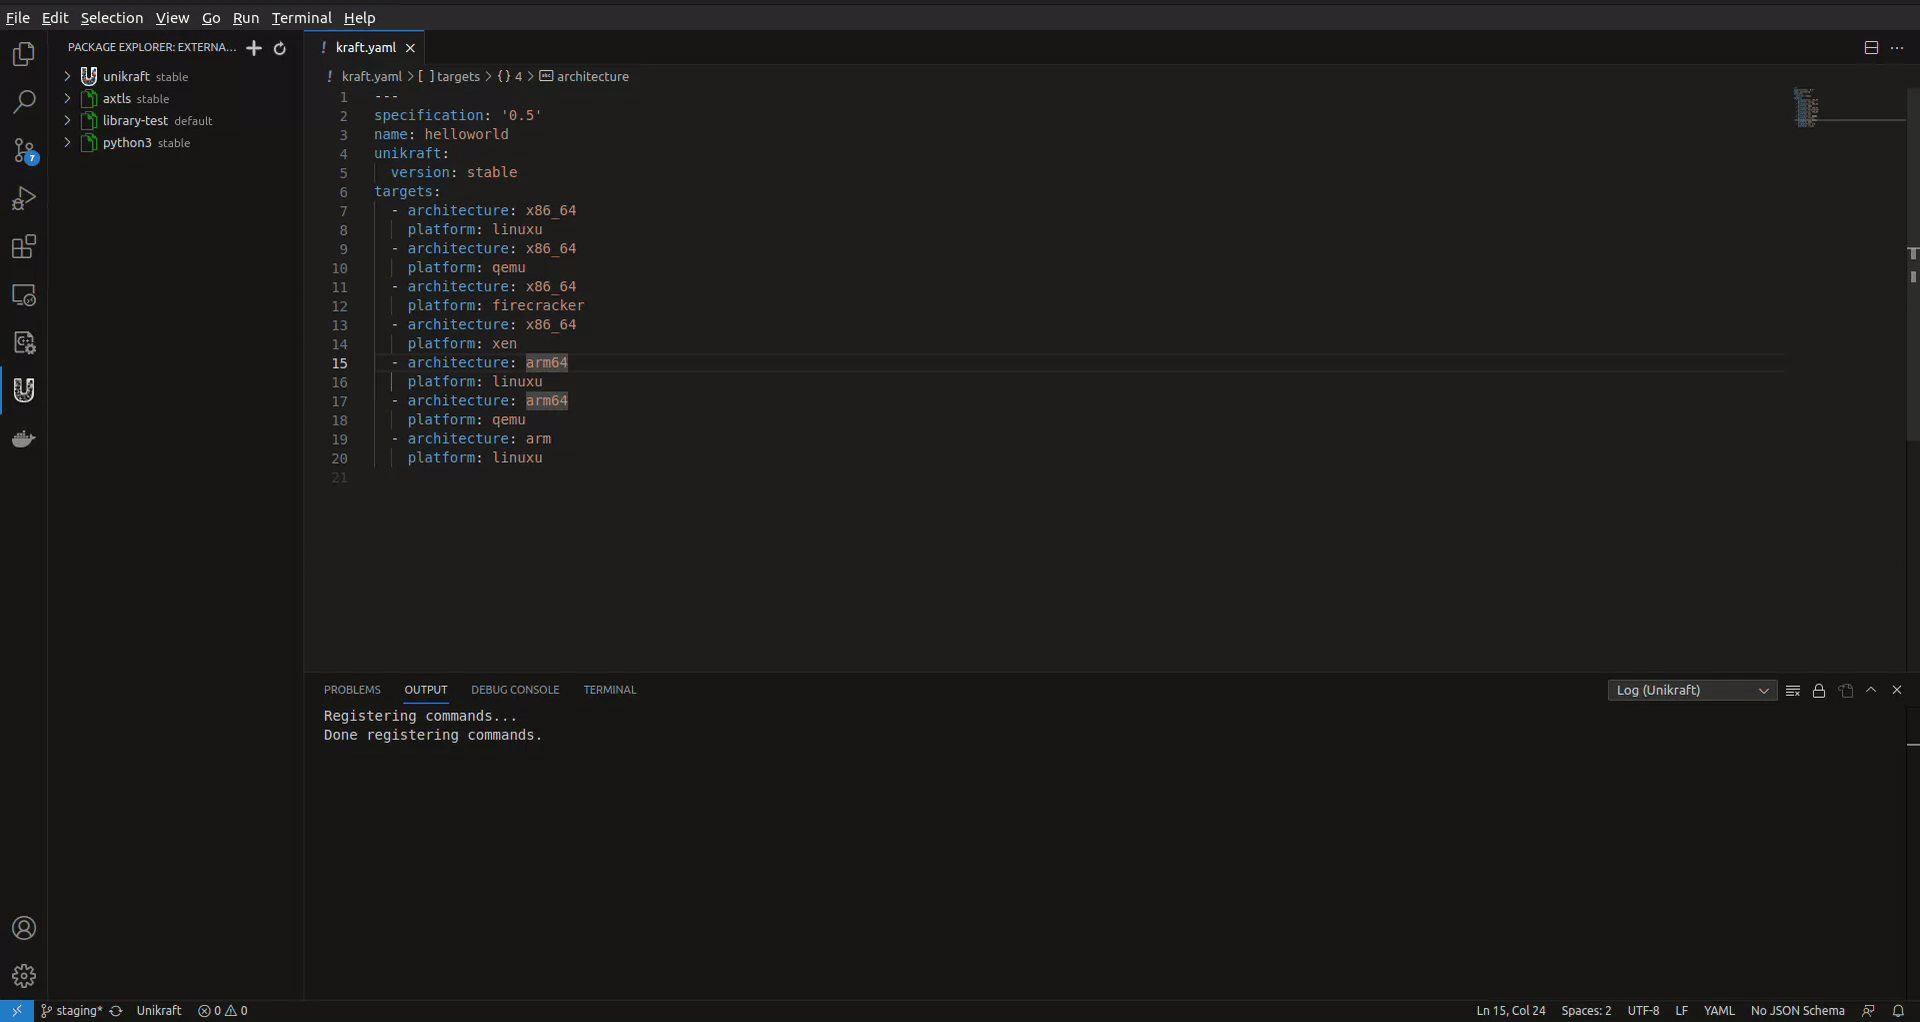 File Edit Selection View Go Run Terminal Help
PACKAGE EXPLORER: EXTERNA...
unikraft stable
axtls stable
library-test default
python3 stable
7
! kraft.yaml
! kraft.yaml > [ ] targets > {} 4 > abc architecture
1 ---
2 specification: '0.5'
3 name: helloworld
4 unikraft:
5 version: stable
6 targets:
7 - architecture: x86_64
8 platform: linuxu
9 - architecture: x86_64
10 platform: qemu
11 - architecture: x86_64
12 platform: firecracker
13 - architecture: x86_64
14 platform: xen
15 - architecture: arm64
16 platform: linuxu
17 - architecture: arm64
18 platform: qemu
19 - architecture: arm
20 platform: linuxu
21
PROBLEMS OUTPUT DEBUG CONSOLE TERMINAL
Log (Unikraft)
Registering commands...
Done registering commands.
staging* Unikraft 0 0
Ln 15, Col 24 Spaces: 2 UTF-8 LF YAML No JSON Schema